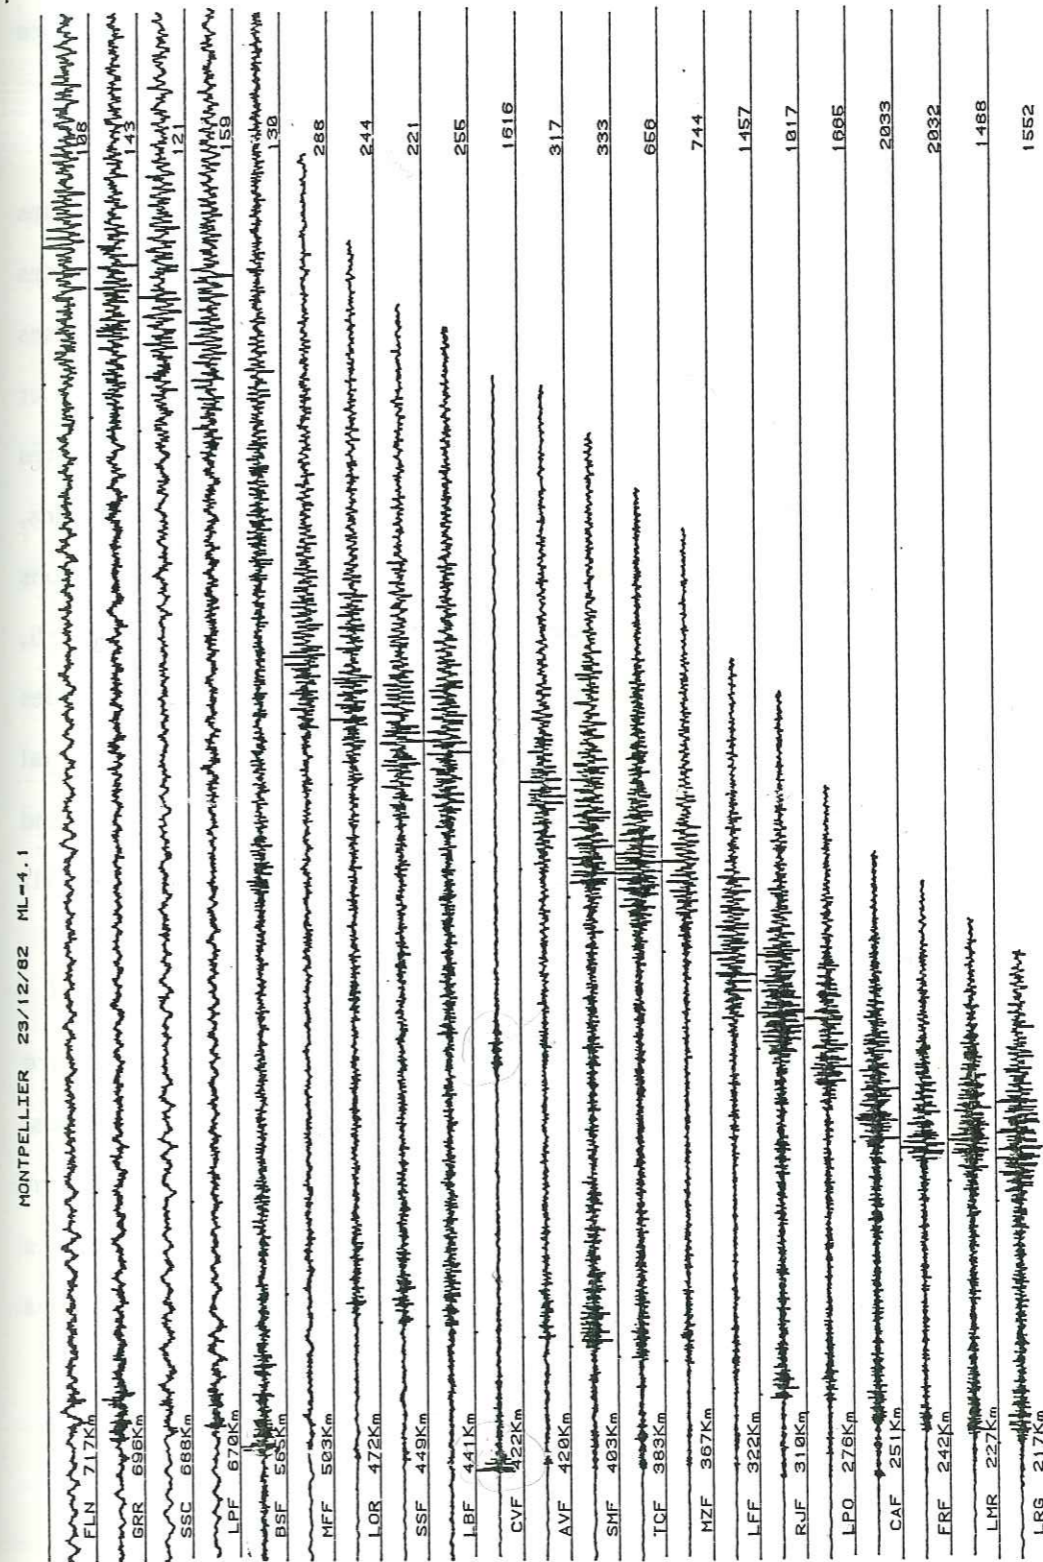 MONTPELLIER 23/12/82 ML=4.1
FLN 717Km 108
GRR 696Km 143
SSC 688Km 121
LPF 670Km 159
BSF 565Km 130
MFF 503Km 288
LOR 472Km 244
SSF 449Km 221
LBF 441Km 255
CVF 422Km 1616
AVF 420Km 317
SMF 403Km 333
TCF 383Km 656
MZF 367Km 744
LFF 322Km 1457
RJF 310Km 1017
LPO 276Km 1665
CAF 251Km 2033
FRF 242Km 2032
LMR 227Km 1488
LRG 217Km 1552